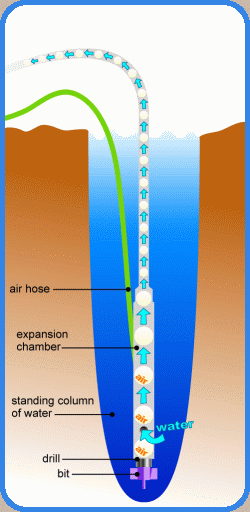 air hose
expansion
chamber
air
standing column
of water
air
water
air
drill
bit